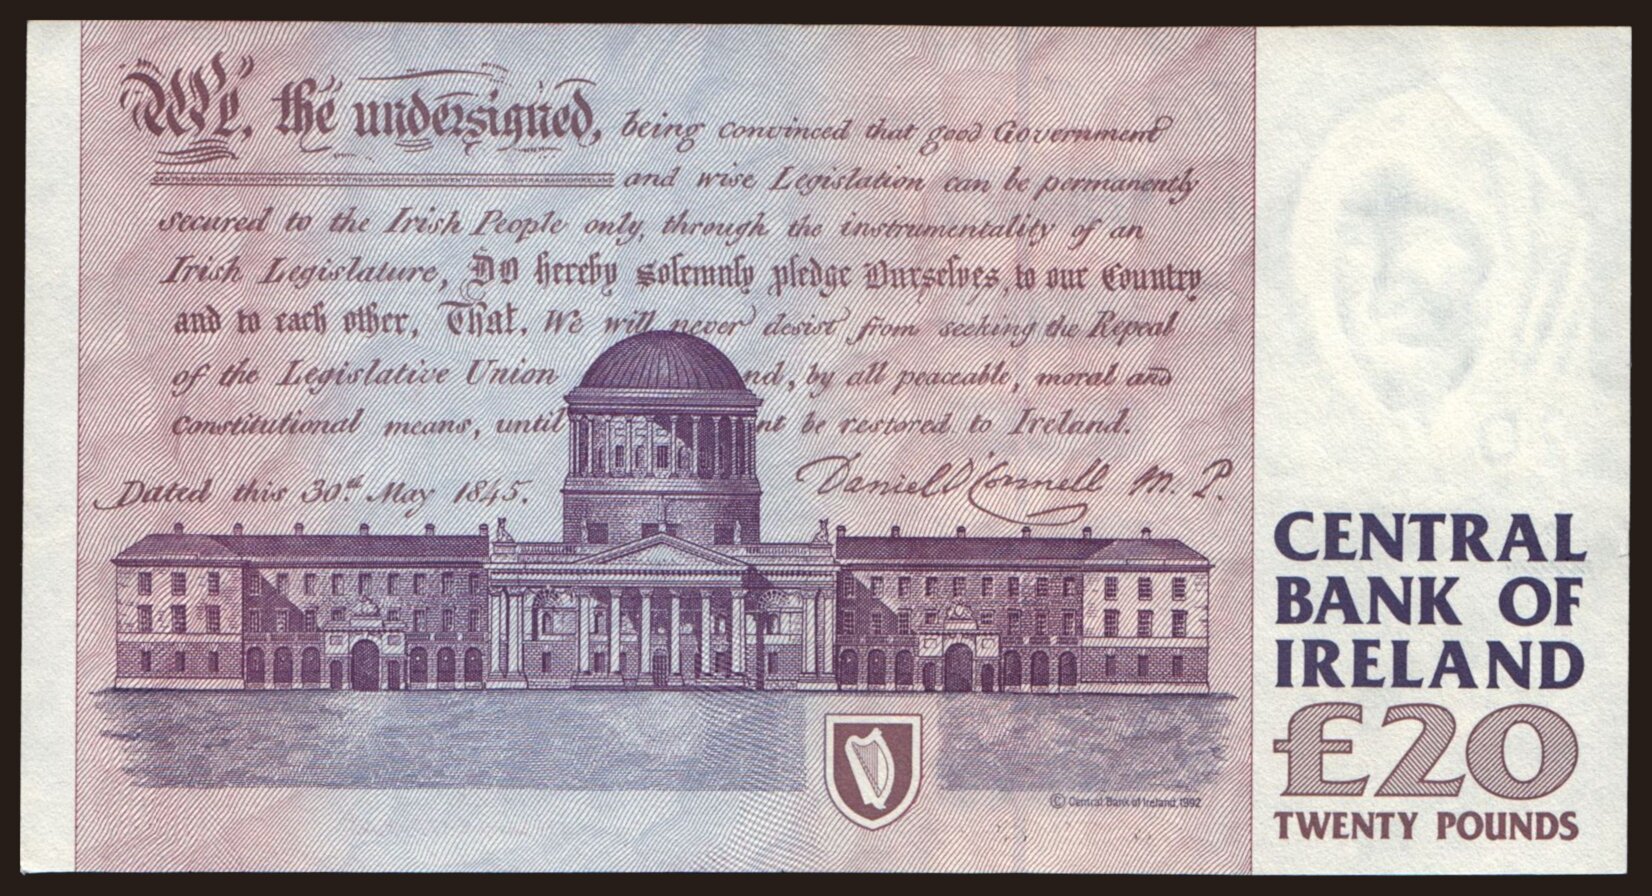 We, the undersigned, being convinced that good Government
CENTRALBANKOFIRELANDTWENTYPOUNDSCENTRALBANKOFIRELANDTWENTYPOUNDSCENTRALBANKOFIRELAND
and wise Legislation can be permanently
secured to the Irish People only, through the instrumentality of an
Irish Legislature, DO hereby solemnly pledge Ourselves, to our Country
and to each other, That, We will never desist from seeking the Repeal
of the Legislative Union nd, by all peaceable, moral and
Constitutional means, until nt be restored to Ireland.
Dated this 30th May 1845.
Daniel O'Connell M. P.
© Central Bank of Ireland, 1992
CENTRAL
BANK OF
IRELAND
£20
TWENTY POUNDS